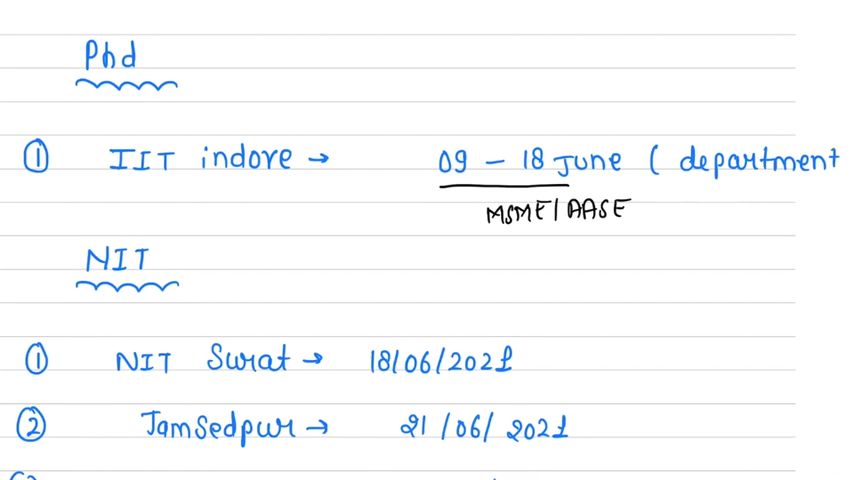 Phd
① IIT indore → 09 - 18 June ( department
MSME/AASE
NIT
① NIT Surat → 18/06/2021
② Jamsedpur → 21/06/2021